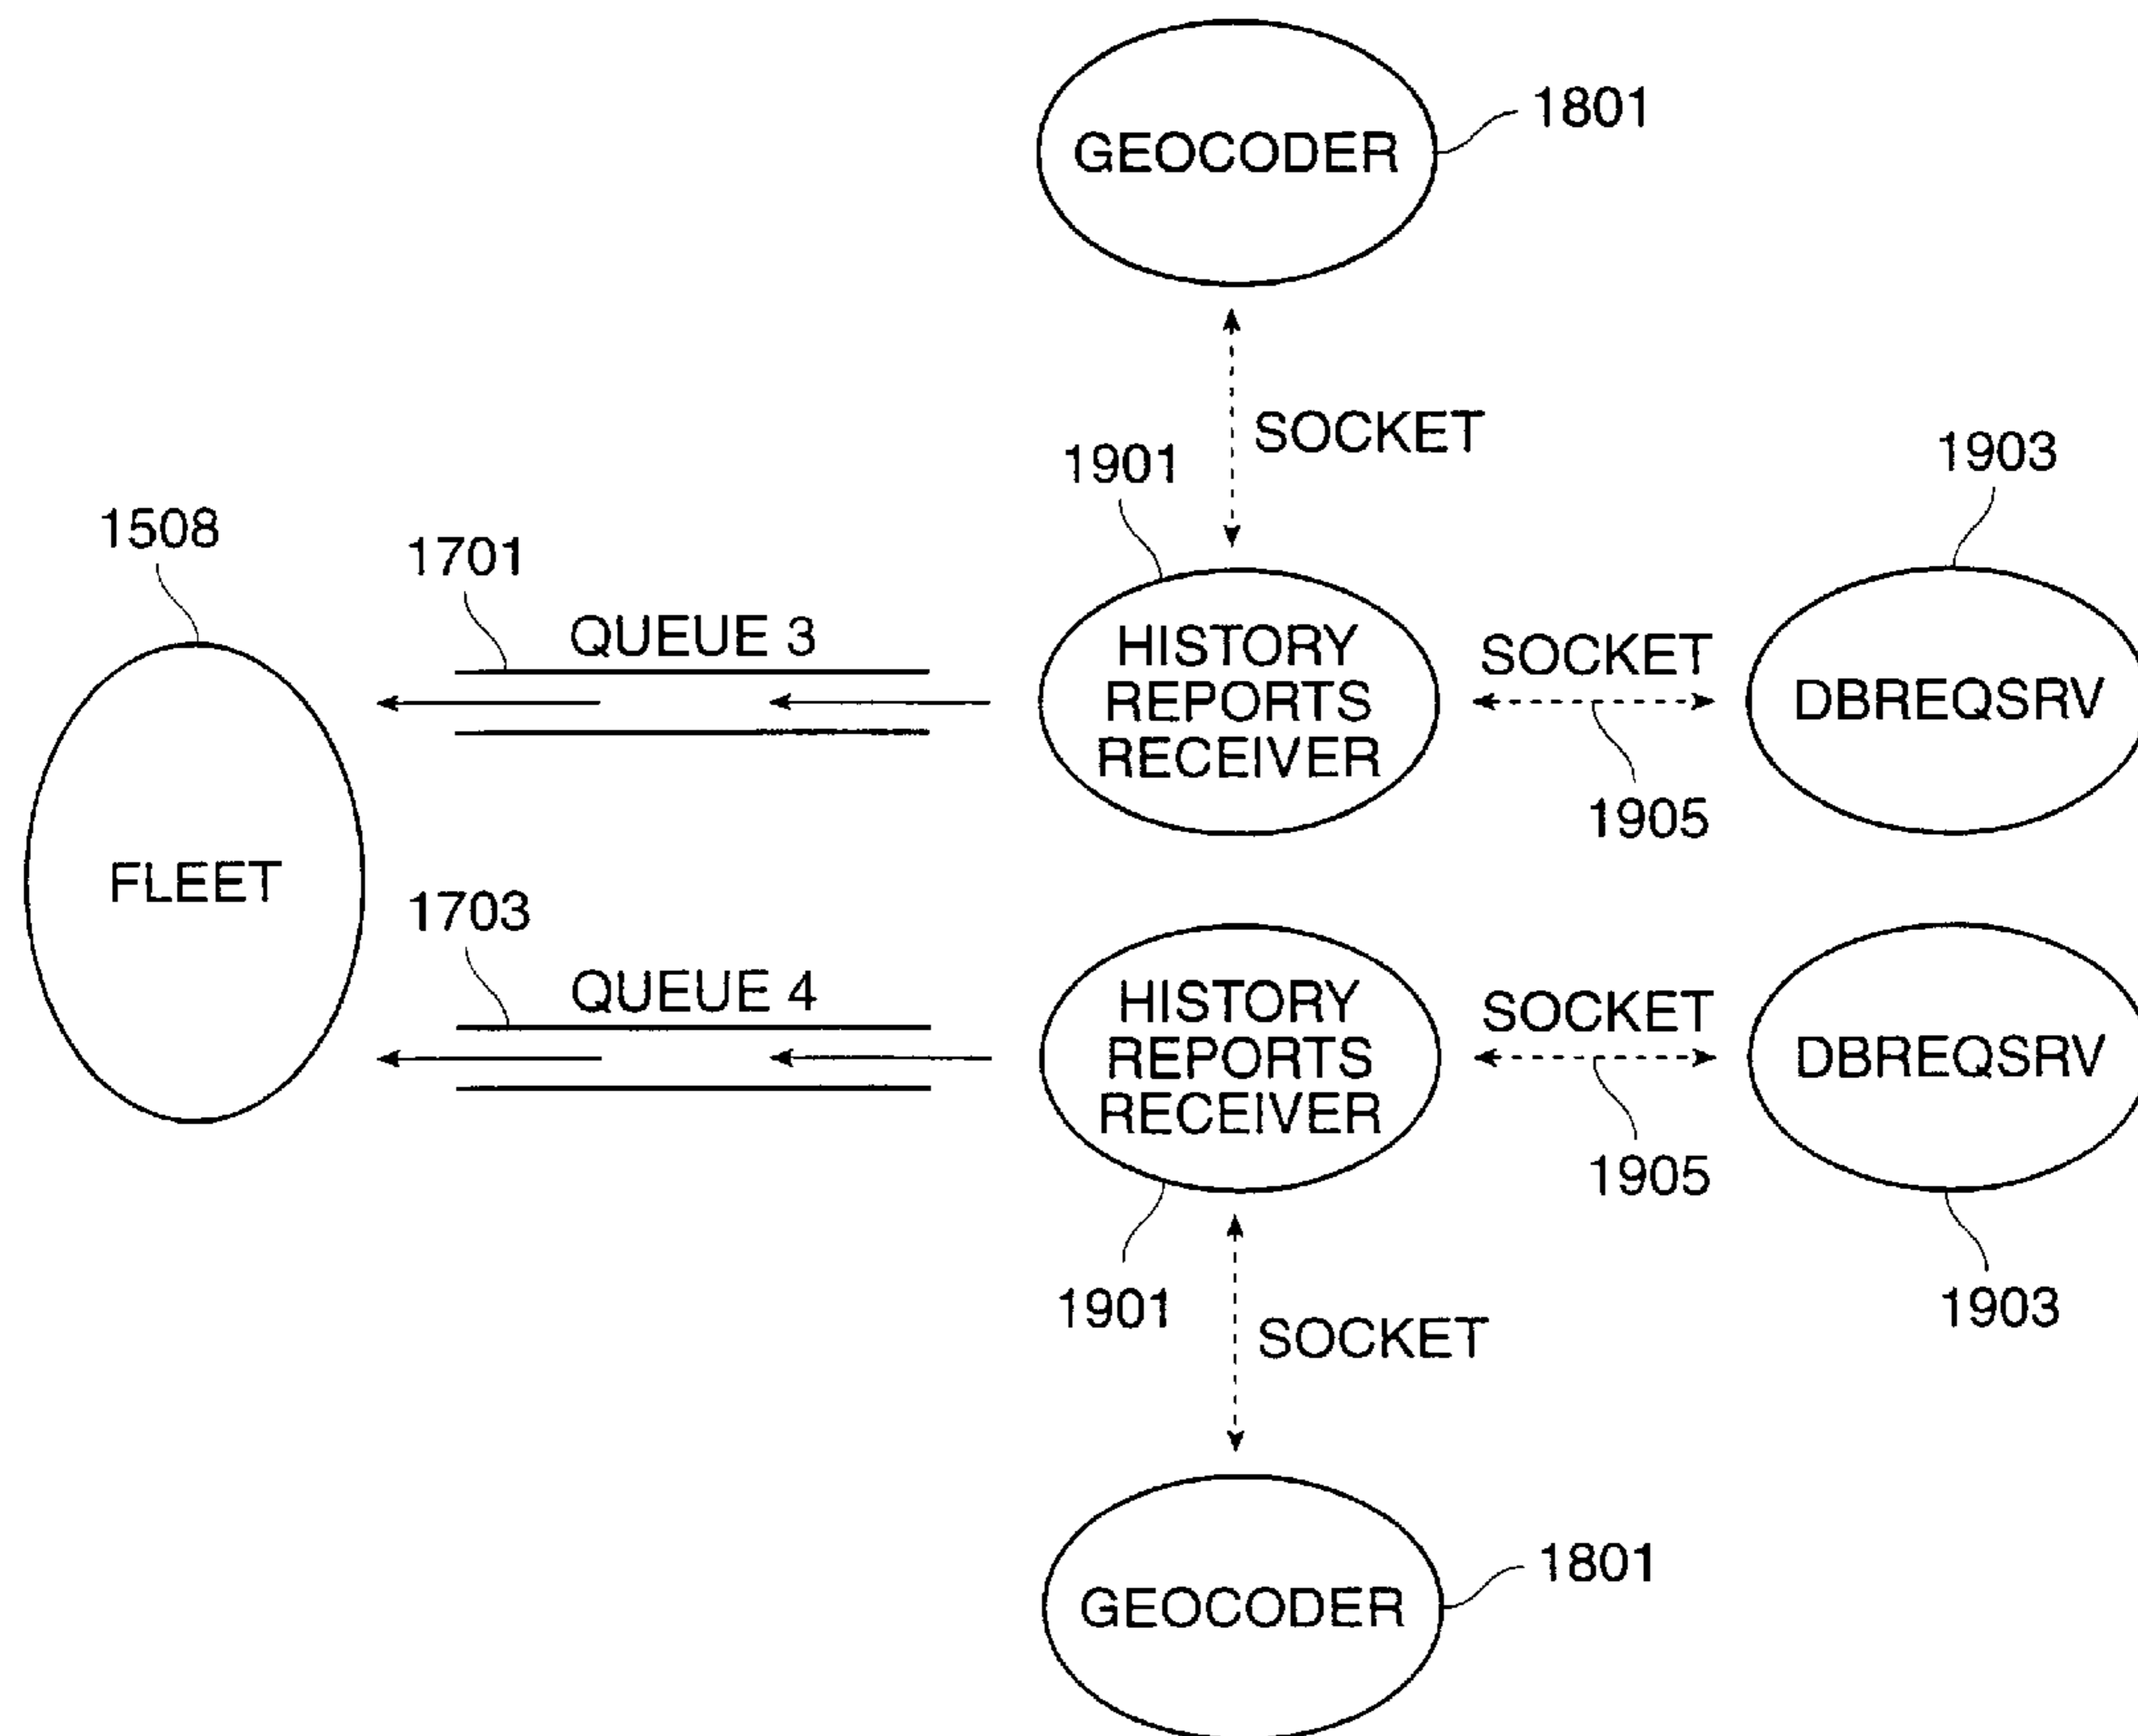 GEOCODER
1801
SOCKET
1901
1903
1508
1701
QUEUE 3
HISTORY
REPORTS
RECEIVER
SOCKET
DBREQSRV
1905
FLEET
1703
QUEUE 4
HISTORY
REPORTS
RECEIVER
SOCKET
DBREQSRV
1905
1901
SOCKET
1903
GEOCODER
1801